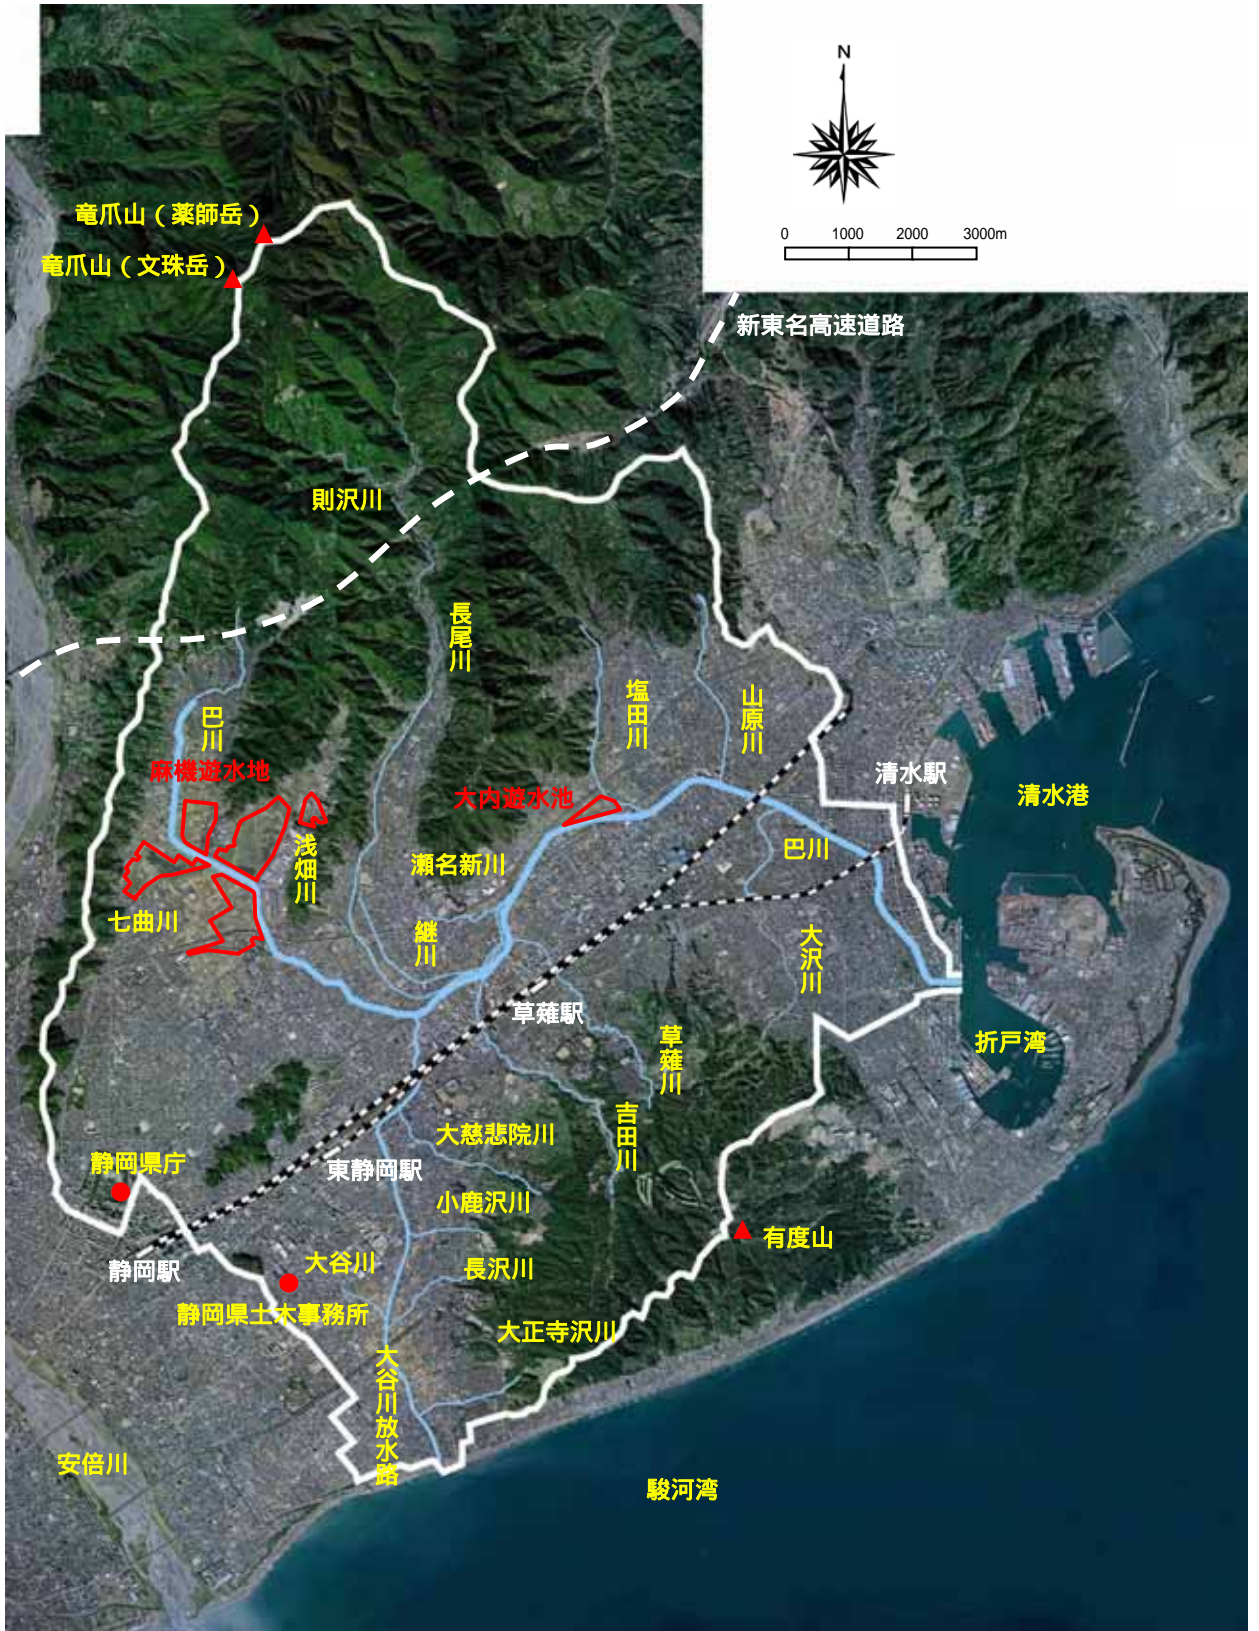 N
0 1000 2000 3000m
竜爪山（薬師岳）
竜爪山（文珠岳）
新東名高速道路
則沢川
長尾川
塩田川
山原川
巴川
麻機遊水地
大内遊水池
清水駅
清水港
浅畑川
瀬名新川
巴川
七曲川
継川
大沢川
草薙駅
草薙川
折戸湾
吉田川
大慈悲院川
静岡県庁
東静岡駅
小鹿沢川
有度山
大谷川
長沢川
静岡駅
静岡県土木事務所
大正寺沢川
大谷川放水路
安倍川
駿河湾